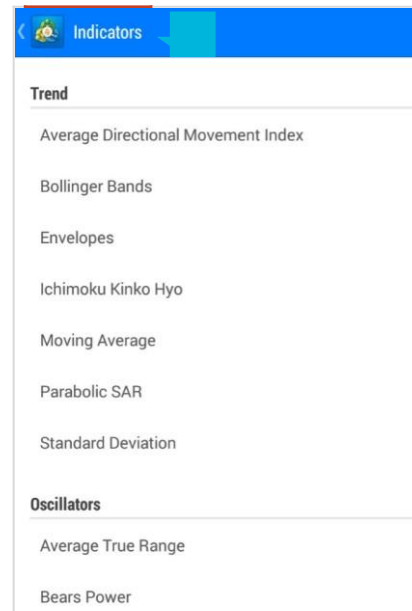 Indicators
Trend
Average Directional Movement Index
Bollinger Bands
Envelopes
Ichimoku Kinko Hyo
Moving Average
Parabolic SAR
Standard Deviation
Oscillators
Average True Range
Bears Power